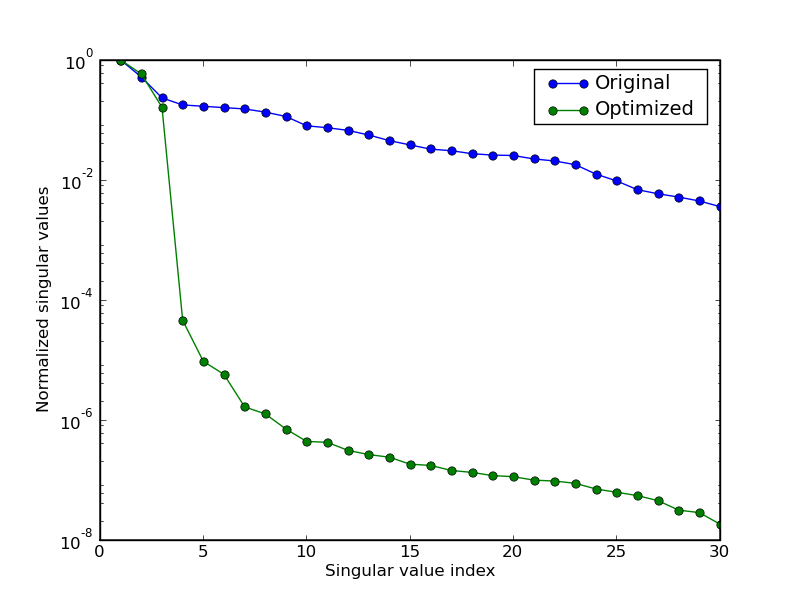 Original
Optimized
10^0
10^-2
10^-4
10^-6
10^-8
Normalized singular values
0 5 10 15 20 25 30
Singular value index